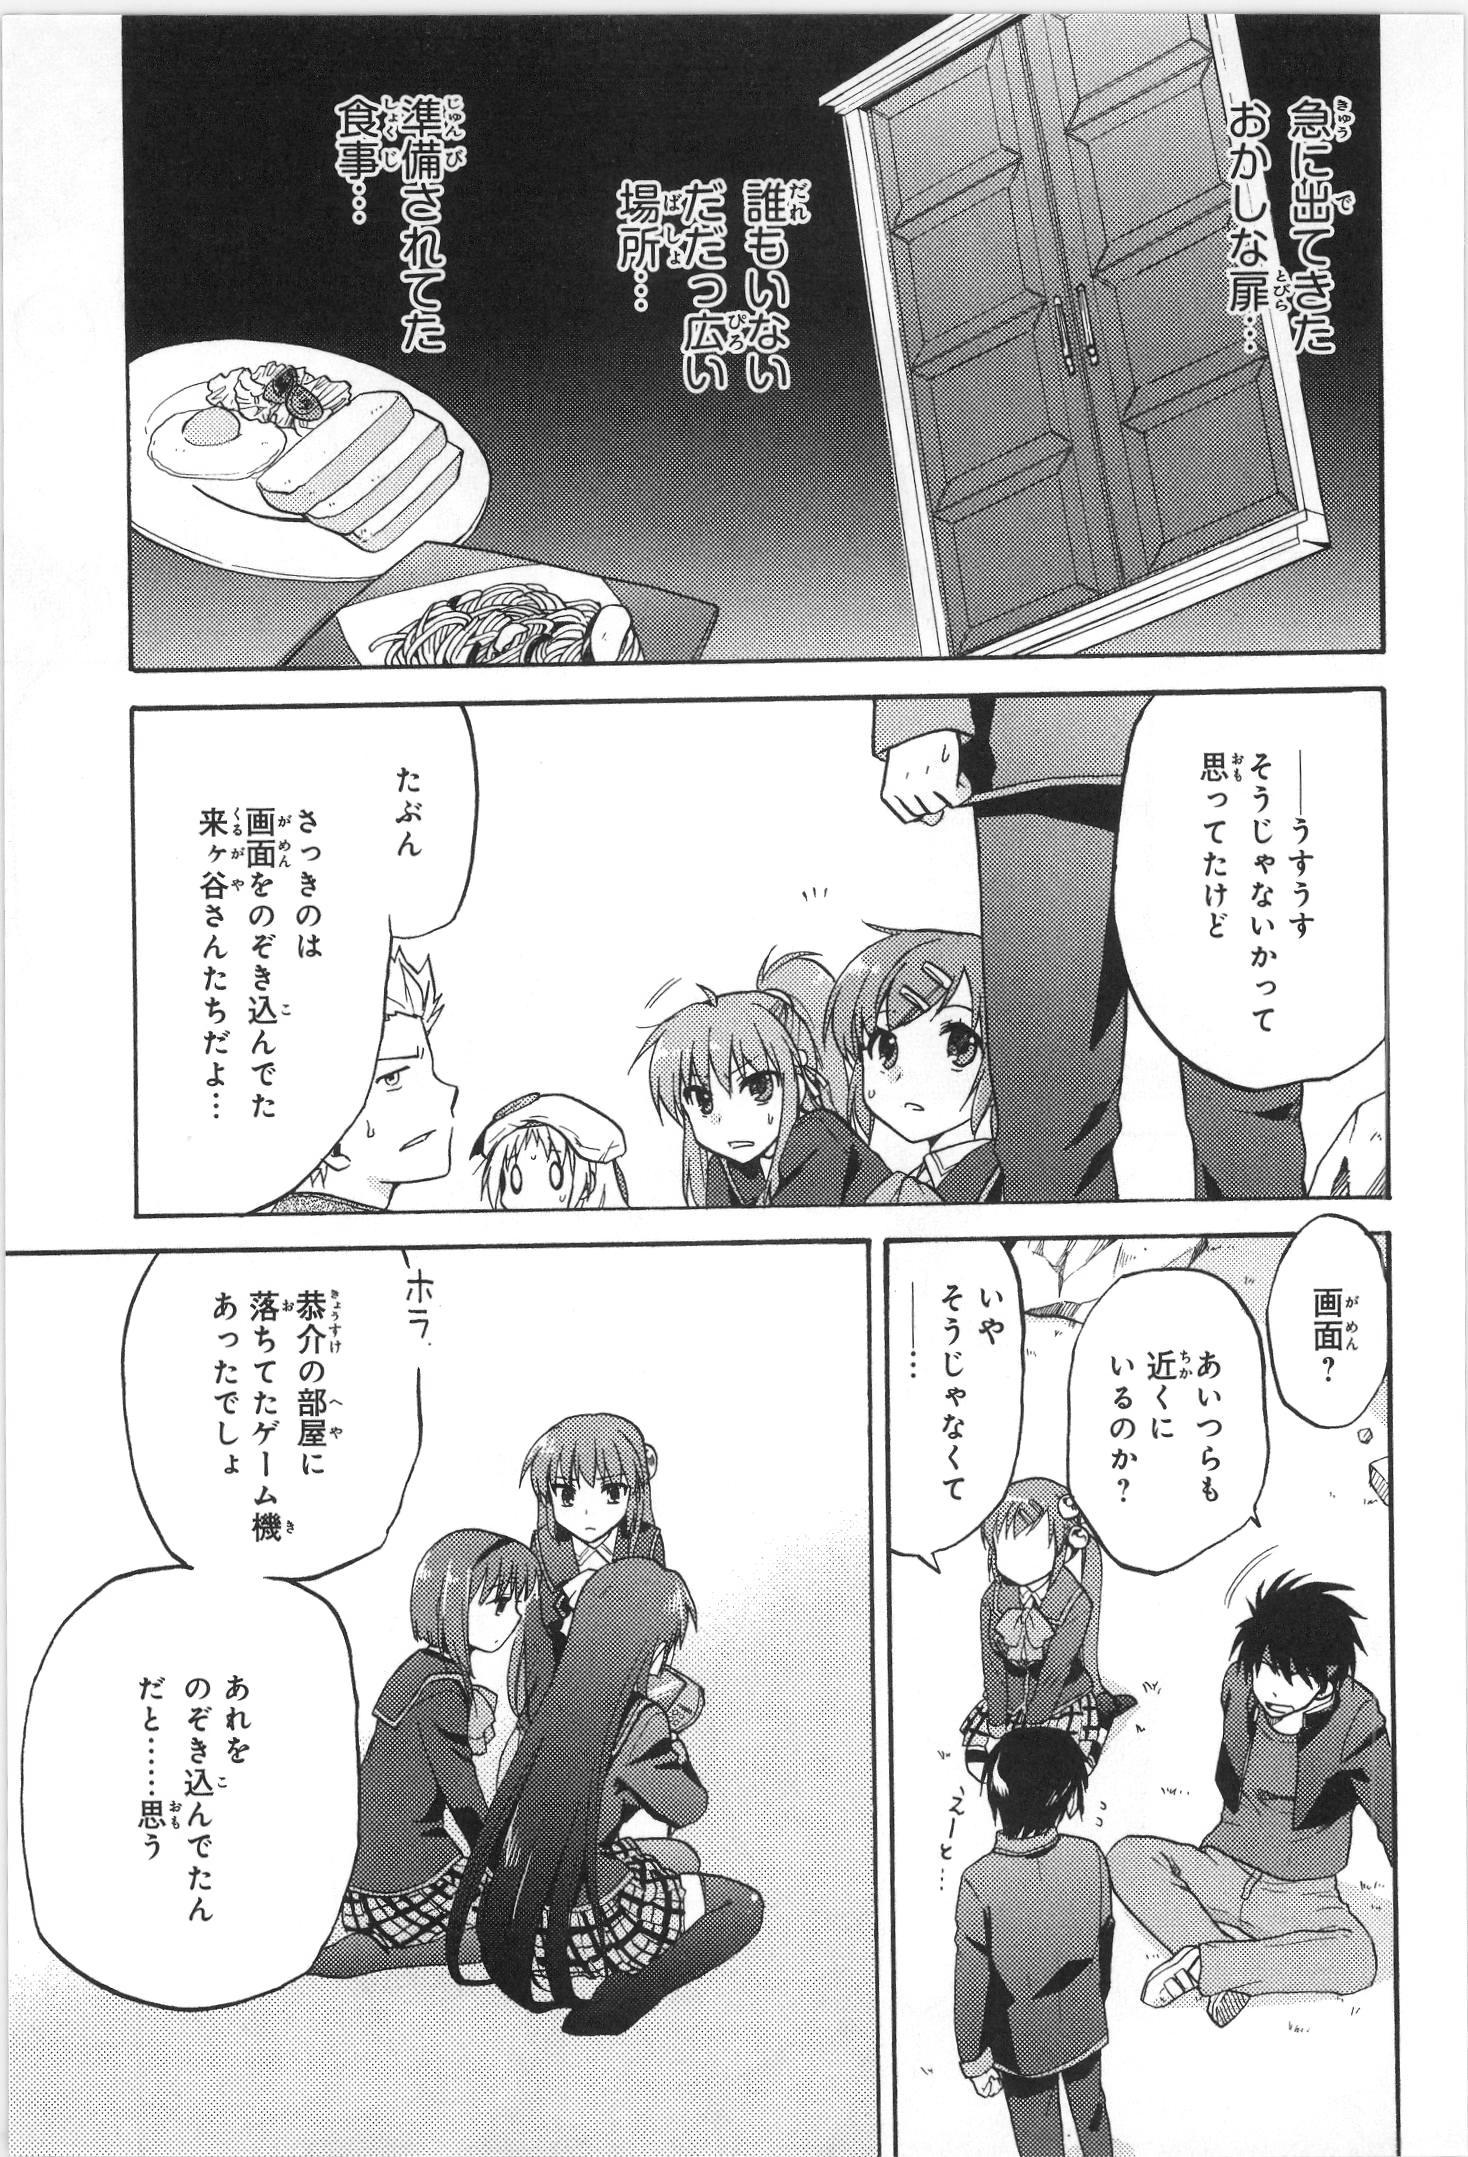 急に出てきた
おかしな扉…
誰もいない
だだっ広い
場所…
準備されてた
食事…
――うすうす
そうじゃないかって
思ってたけど
たぶん
さっきのは
画面をのぞき込んでた
来ヶ谷さんたちだよ…
画面?
あいつらも
近くに
いるのか?
いや
そうじゃなくて
――…
えーと…
ホラ
恭介の部屋に
落ちてたゲーム機
あったでしょ
あれを
のぞき込んでたん
だと……思う